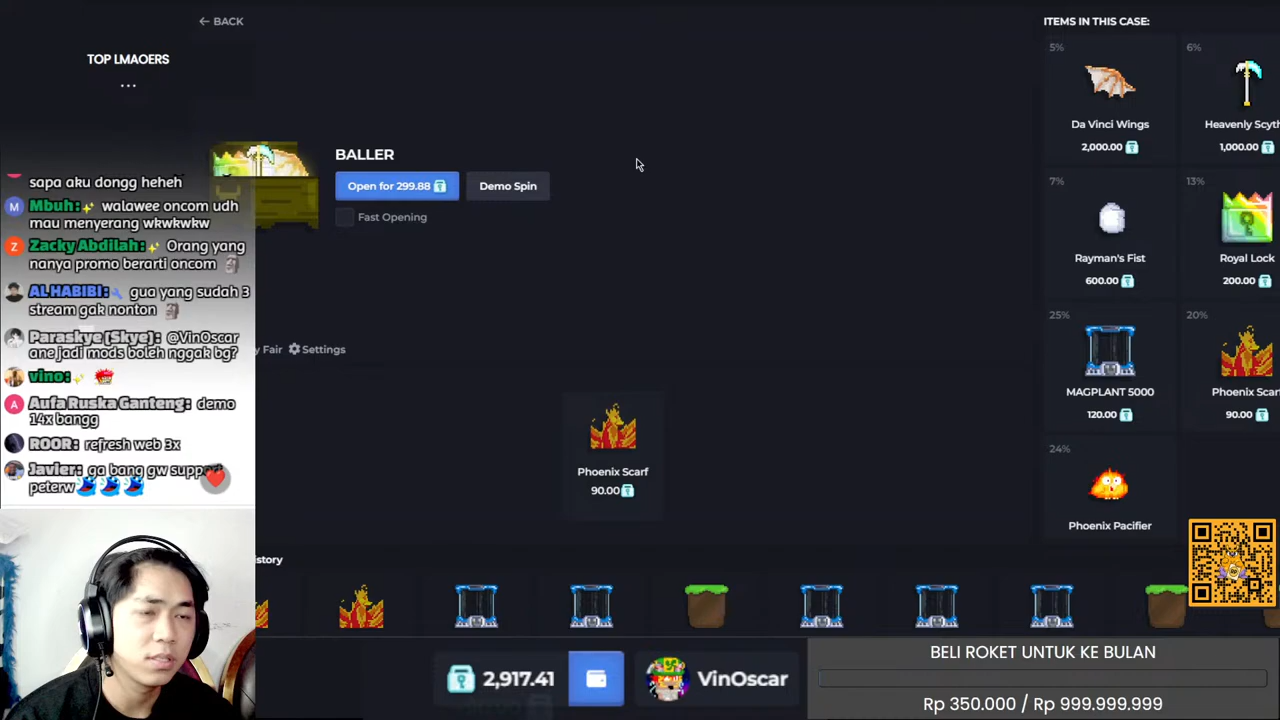 BACK
TOP LMAOERS
...
sapa aku dongg heheh
Mbuh: walawee oncom udh
mau menyerang wkwkwkw
Zacky Abdilah: Orang yang
nanya promo berarti oncom
AL HABIBI: gua yang sudah 3
stream gak nonton
Paraskye (Skye): @VinOscar
ane jadi mods boleh nggak bg?
vino:
Aufa Ruska Ganteng: demo
14x bangg
ROOR: refresh web 3x
Javier: ga bang gw support
peterw
BALLER
Open for 299.88
Demo Spin
Fast Opening
y Fair
Settings
Phoenix Scarf
90.00
istory
ITEMS IN THIS CASE:
5%
Da Vinci Wings
2,000.00
6%
Heavenly Scyth
1,000.00
7%
Rayman's Fist
600.00
13%
Royal Lock
200.00
25%
MAGPLANT 5000
120.00
20%
Phoenix Scar
90.00
24%
Phoenix Pacifier
2,917.41
VinOscar
BELI ROKET UNTUK KE BULAN
Rp 350.000 / Rp 999.999.999